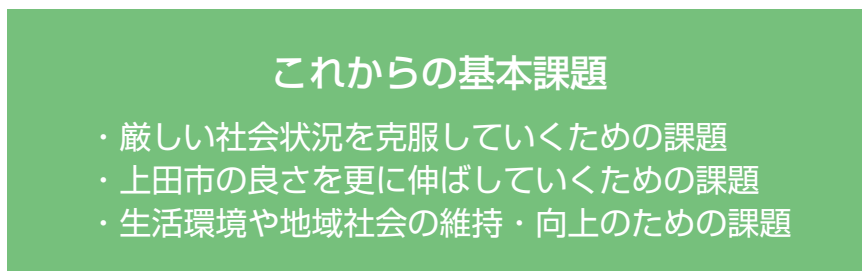 これからの基本課題
・厳しい社会状況を克服していくための課題
・上田市の良さを更に伸ばしていくための課題
・生活環境や地域社会の維持・向上のための課題